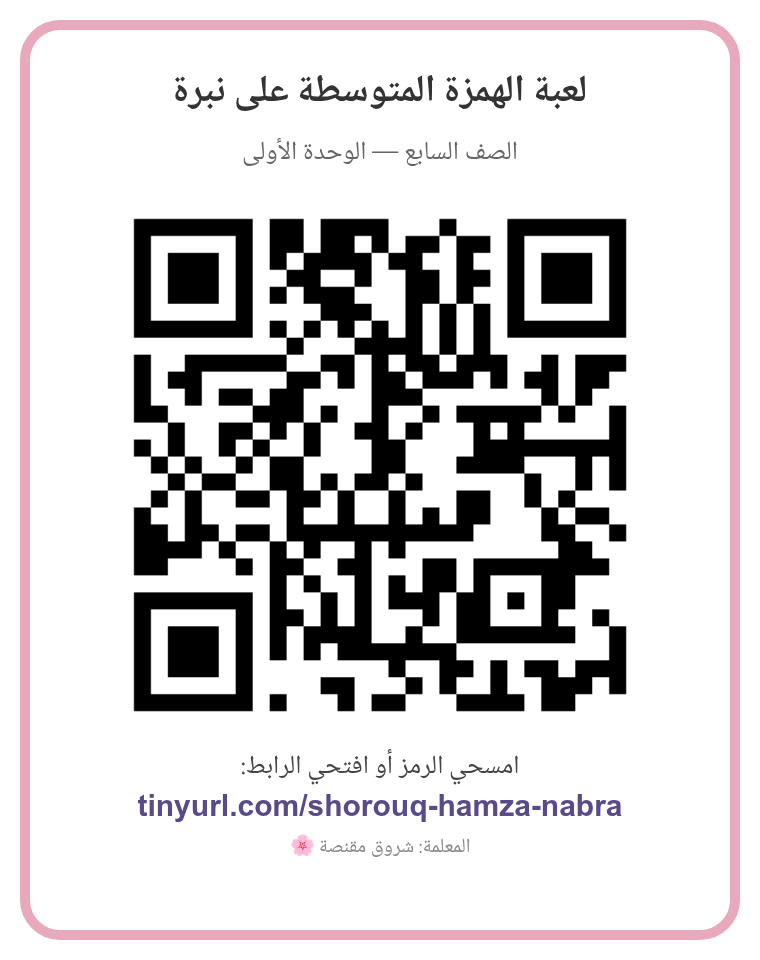 لعبة الهمزة المتوسطة على نبرة
الصف السابع — الوحدة الأولى
امسحي الرمز أو افتحي الرابط:
tinyurl.com/shorouq-hamza-nabra
المعلمة: شروق مقنصة 🌸